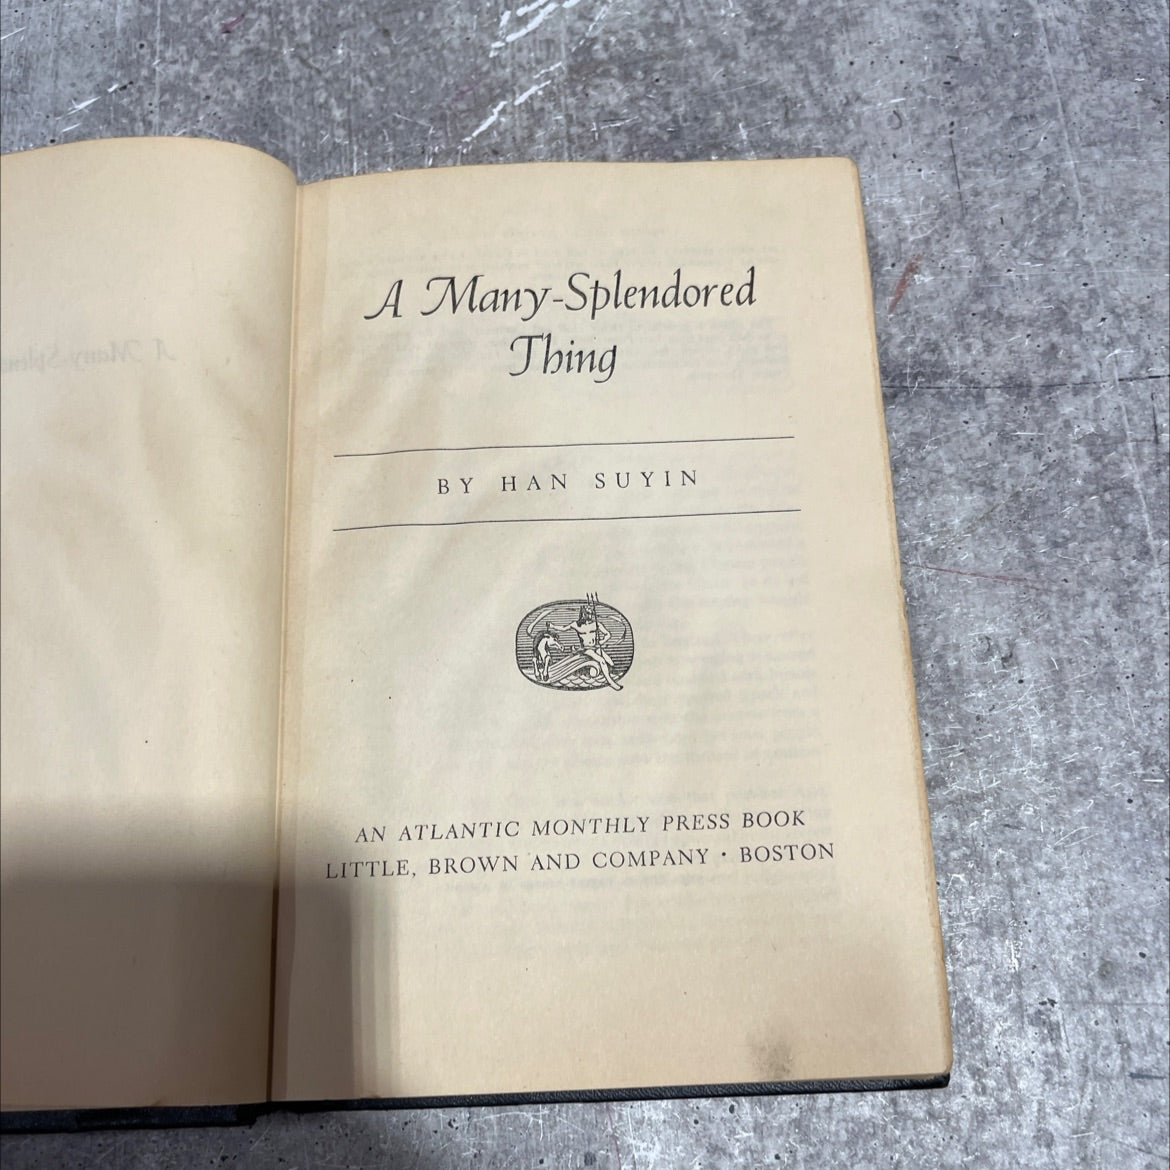 A Many-Splendored
Thing
BY HAN SUYIN
AN ATLANTIC MONTHLY PRESS BOOK
LITTLE, BROWN AND COMPANY · BOSTON